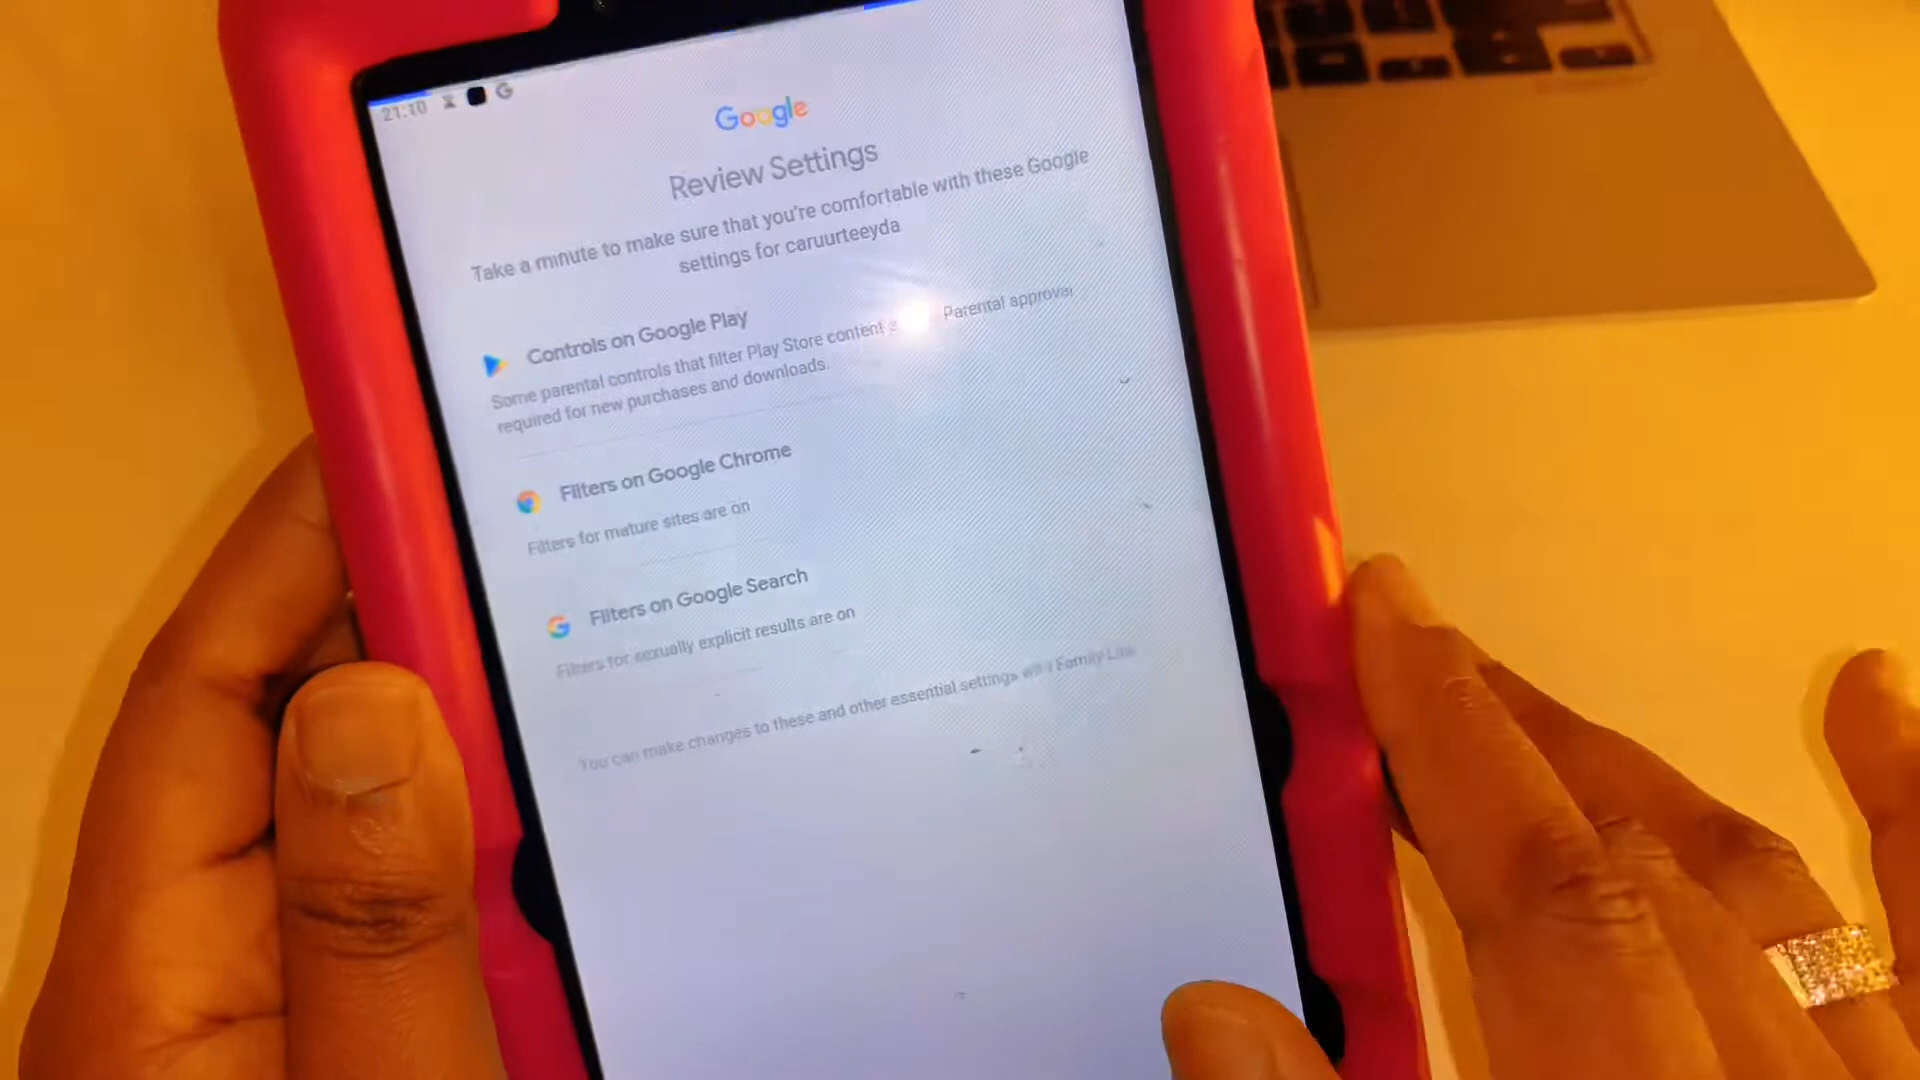 21:10
Google
Review Settings
Take a minute to make sure that you're comfortable with these Google
settings for caruurteeyda
Controls on Google Play
Some parental controls that filter Play Store content Parental approval
required for new purchases and downloads.
Filters on Google Chrome
Filters for mature sites are on
Filters on Google Search
Filters for sexually explicit results are on
You can make changes to these and other essential settings with Family Link